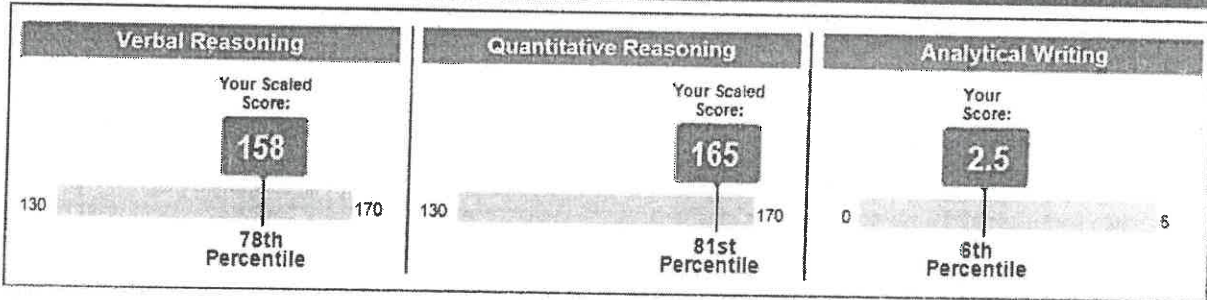 Verbal Reasoning
Your Scaled
Score:
158
130
170
78th
Percentile
Quantitative Reasoning
Your Scaled
Score:
165
130
170
81st
Percentile
Analytical Writing
Your
Score:
2.5
0
6
6th
Percentile